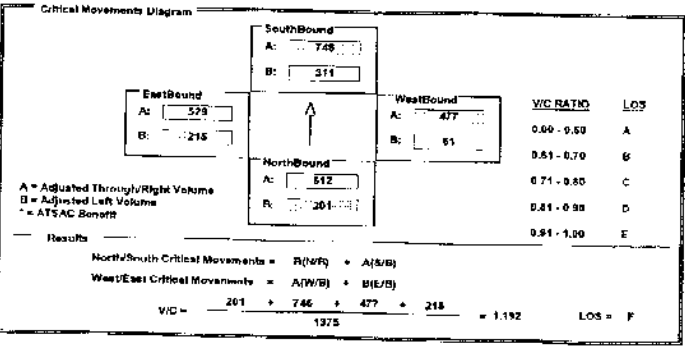 Critical Movements Diagram
SouthBound
A: 746
B: 311
EastBound
A: 529
B: 215
WestBound
A: 477
B: 61
NorthBound
A: 612
B: 201
V/C RATIO LOS
0.00 - 0.60 A
0.61 - 0.70 B
0.71 - 0.80 C
0.81 - 0.90 D
0.91 - 1.00 E
A = Adjusted Through/Right Volume
B = Adjusted Left Volume
* = ATSAC Benefit
Results
North/South Critical Movements = B(N/B) + A(S/B)
West/East Critical Movements = A(W/B) + B(E/B)
V/C = 201 + 746 + 477 + 215 = 1.192 LOS = F
1375